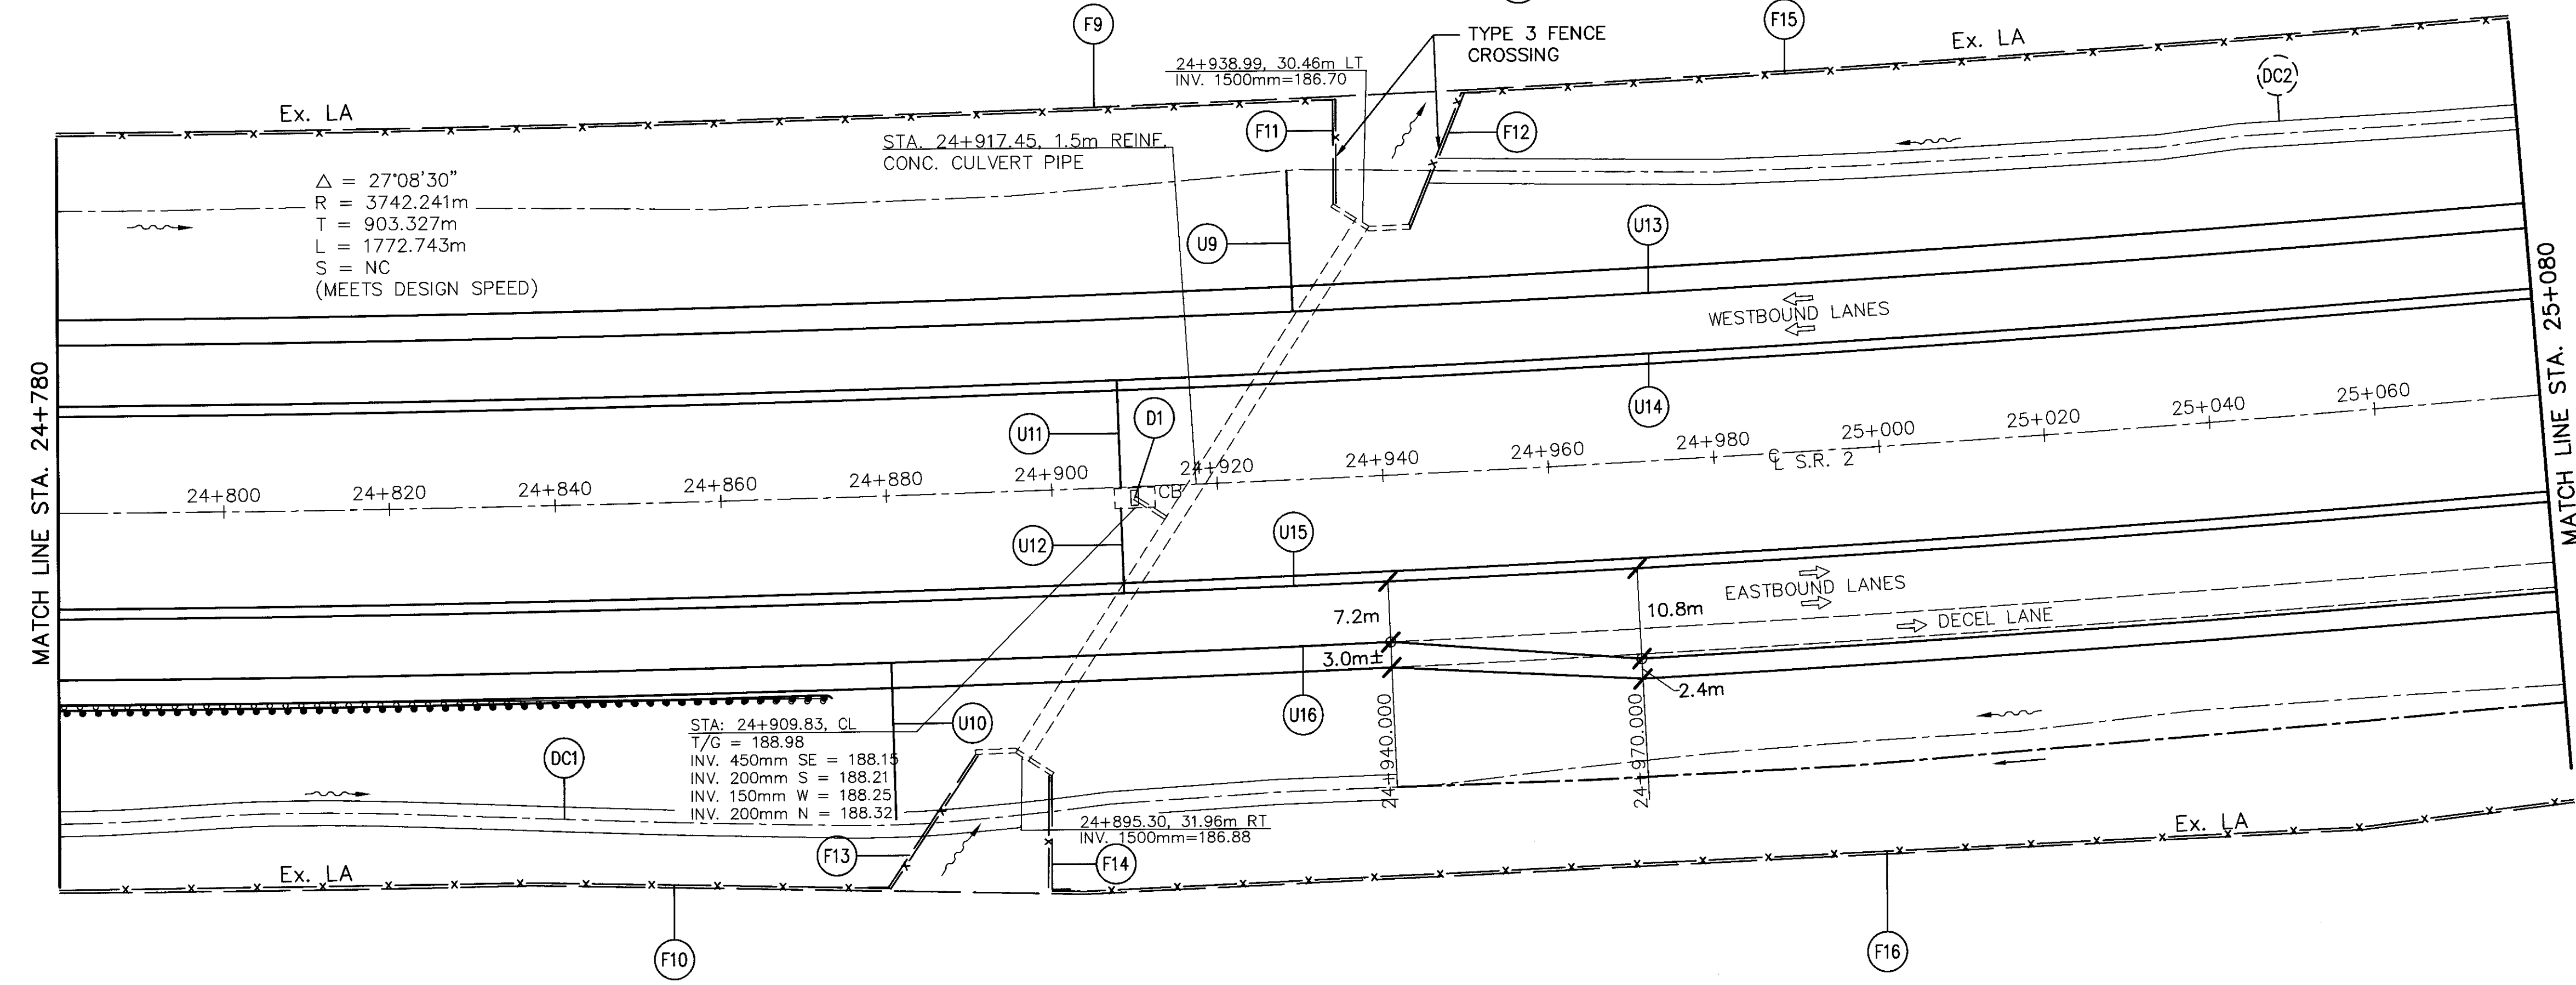 F9
F15
TYPE 3 FENCE
CROSSING
Ex. LA
DC2
24+938.99, 30.46m LT
INV. 1500mm=186.70
Ex. LA
F11
F12
STA. 24+917.45, 1.5m REINF.
CONC. CULVERT PIPE
Δ = 27°08'30"
R = 3742.241m
T = 903.327m
L = 1772.743m
S = NC
(MEETS DESIGN SPEED)
U9
U13
WESTBOUND LANES
MATCH LINE STA. 24+780
MATCH LINE STA. 25+080
U14
U11
D1
24+800
24+820
24+840
24+860
24+880
24+900
24+920
24+940
24+960
24+980
25+000
25+020
25+040
25+060
℄ S.R. 2
CB
U12
U15
EASTBOUND LANES
DECEL LANE
7.2m
10.8m
3.0m±
2.4m
U16
24+940.000
24+970.000
U10
STA: 24+909.83, CL
T/G = 188.98
INV. 450mm SE = 188.15
INV. 200mm S = 188.21
INV. 150mm W = 188.25
INV. 200mm N = 188.32
DC1
24+895.30, 31.96m RT
INV. 1500mm=186.88
F13
F14
Ex. LA
Ex. LA
F10
F16